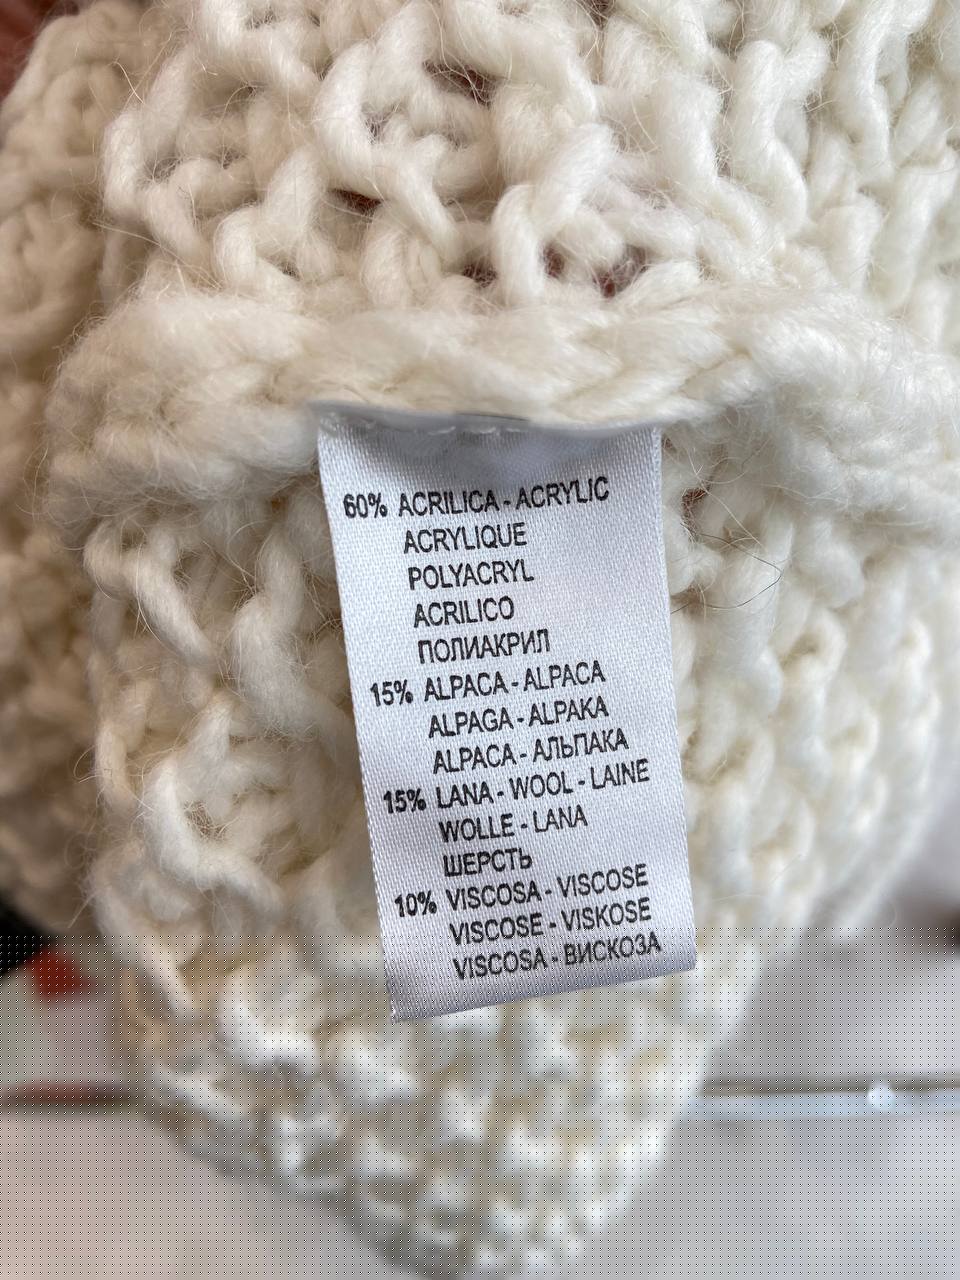 60% ACRILICA - ACRYLIC
ACRYLIQUE
POLYACRYL
ACRILICO
ПОЛИАКРИЛ
15% ALPACA - ALPACA
ALPAGA - ALPAKA
ALPACA - АЛЬПАКА
15% LANA - WOOL - LAINE
WOLLE - LANA
ШЕРСТЬ
10% VISCOSA - VISCOSE
VISCOSE - VISKOSE
VISCOSA - ВИСКОЗА